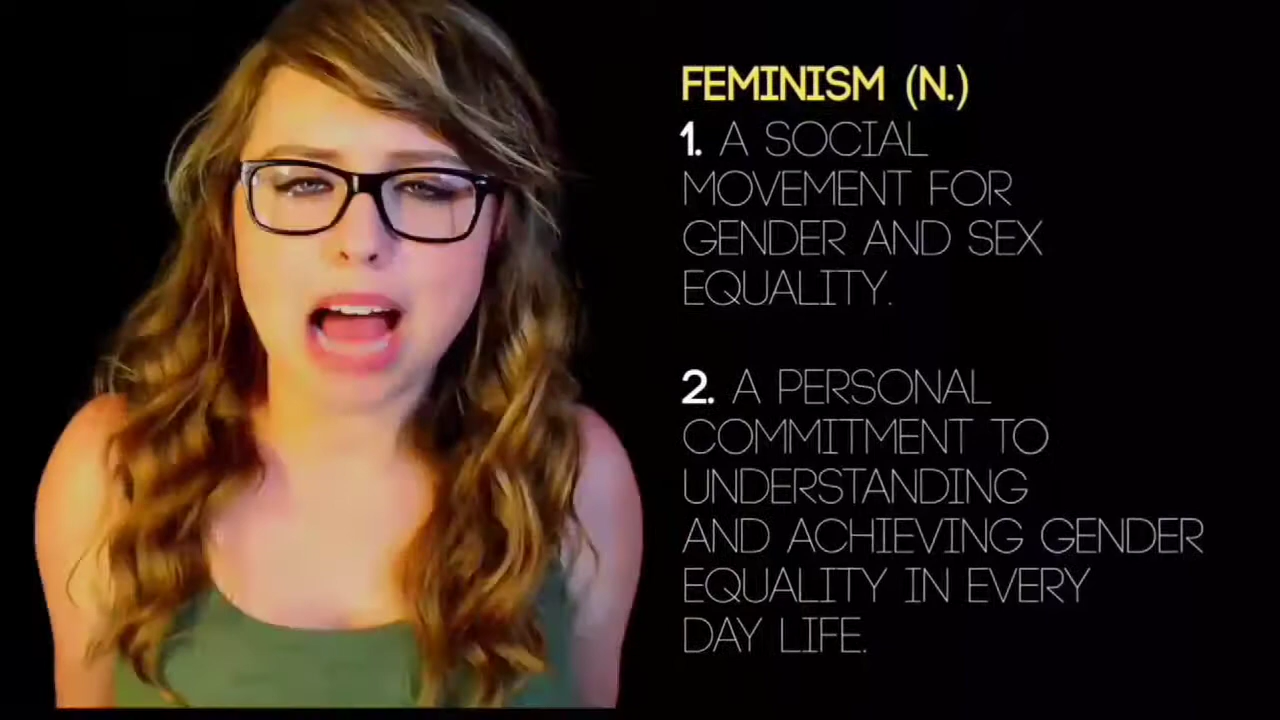 FEMINISM (N.)
1. A SOCIAL
MOVEMENT FOR
GENDER AND SEX
EQUALITY.
2. A PERSONAL
COMMITMENT TO
UNDERSTANDING
AND ACHIEVING GENDER
EQUALITY IN EVERY
DAY LIFE.